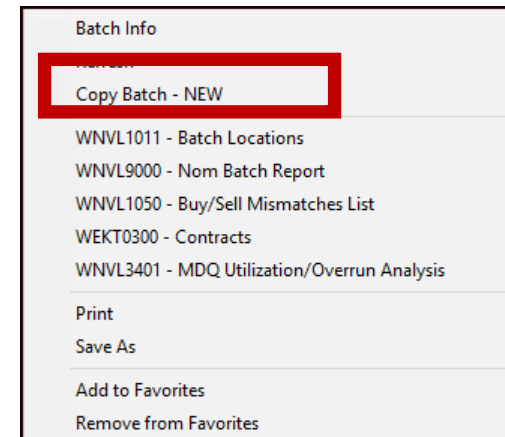 Batch Info
Copy Batch - NEW
WNVL1011 - Batch Locations
WNVL9000 - Nom Batch Report
WNVL1050 - Buy/Sell Mismatches List
WEKT0300 - Contracts
WNVL3401 - MDQ Utilization/Overrun Analysis
Print
Save As
Add to Favorites
Remove from Favorites